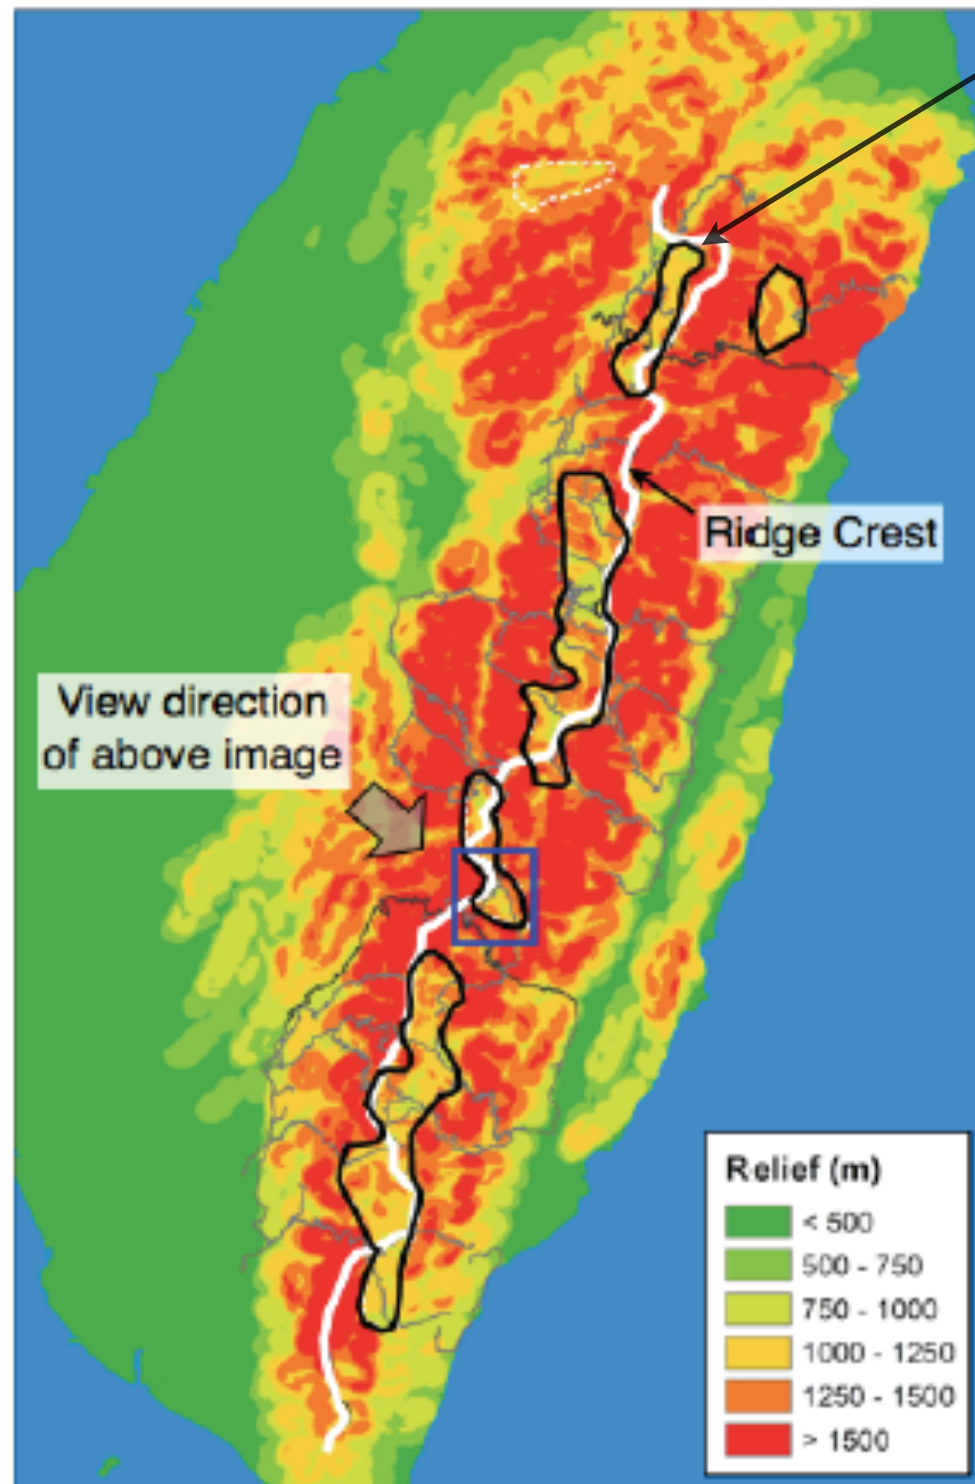 Ridge Crest
View direction
of above image
Relief (m)
< 500
500 - 750
750 - 1000
1000 - 1250
1250 - 1500
> 1500